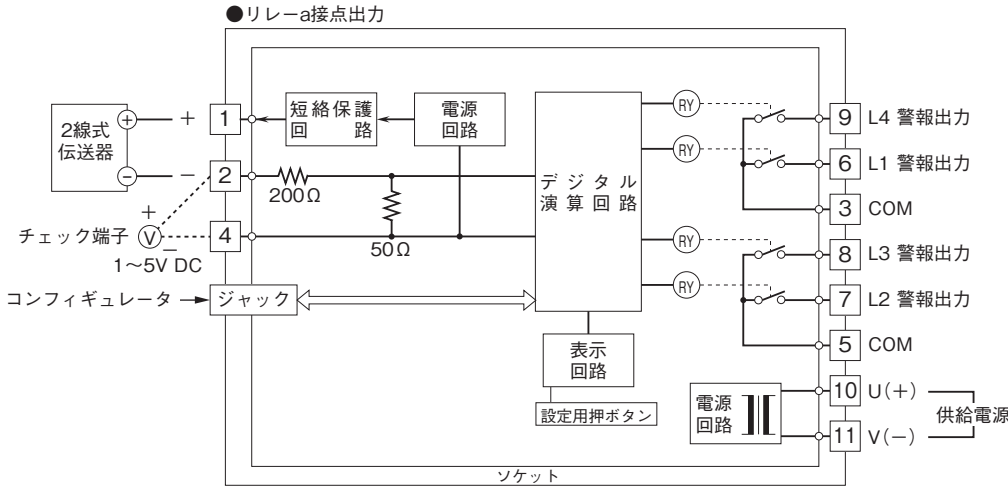 ●リレーa接点出力
2線式
伝送器
+
−
+
−
1
2
4
短絡保護
回　　路
電源
回路
200Ω
50Ω
+
チェック端子
V
−
1〜5V DC
コンフィギュレータ
ジャック
デジタル
演算回路
表示
回路
設定用押ボタン
RY
RY
RY
RY
9 L4 警報出力
6 L1 警報出力
3 COM
8 L3 警報出力
7 L2 警報出力
5 COM
電源
回路
10 U(+)
11 V(−)
供給電源
ソケット